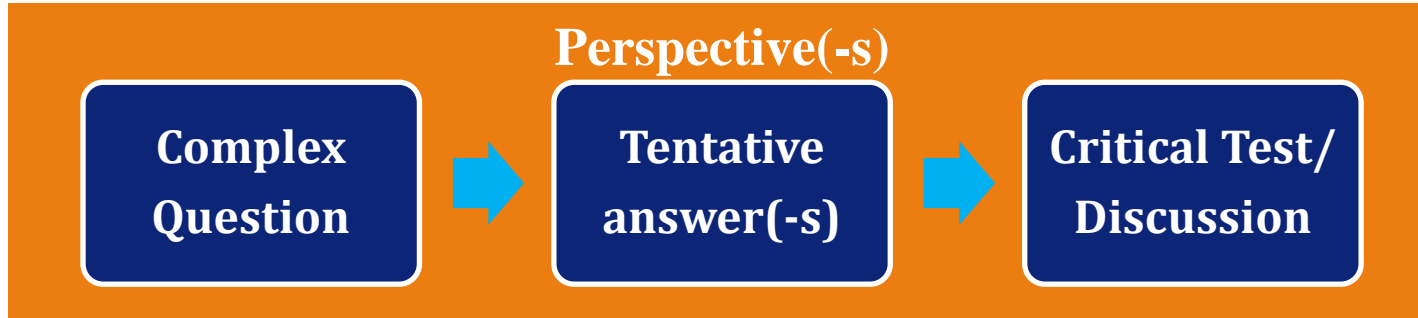 Perspective(-s)
Complex
Question
Tentative
answer(-s)
Critical Test/
Discussion